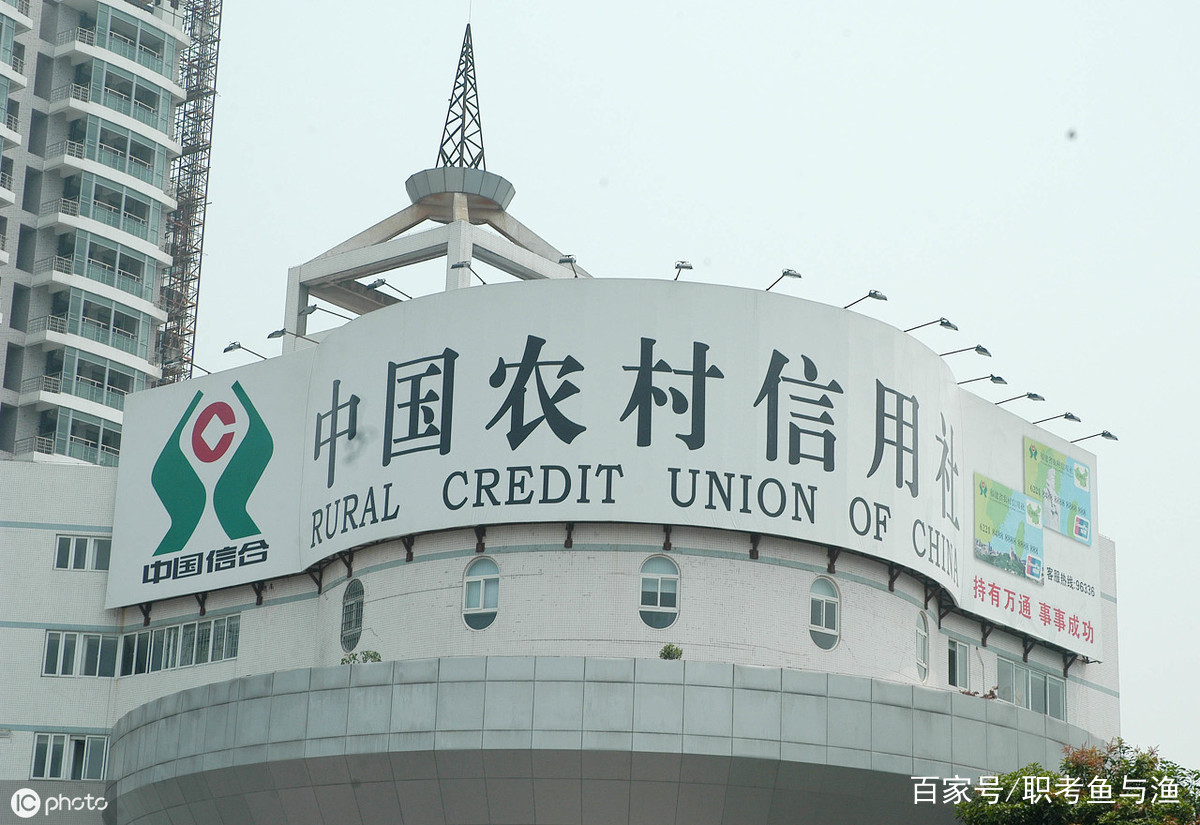 中国农村信用社
RURAL CREDIT UNION OF CHINA
中国信合
客服热线:96336
持有万通 事事成功
IC photo
百家号/职考鱼与渔